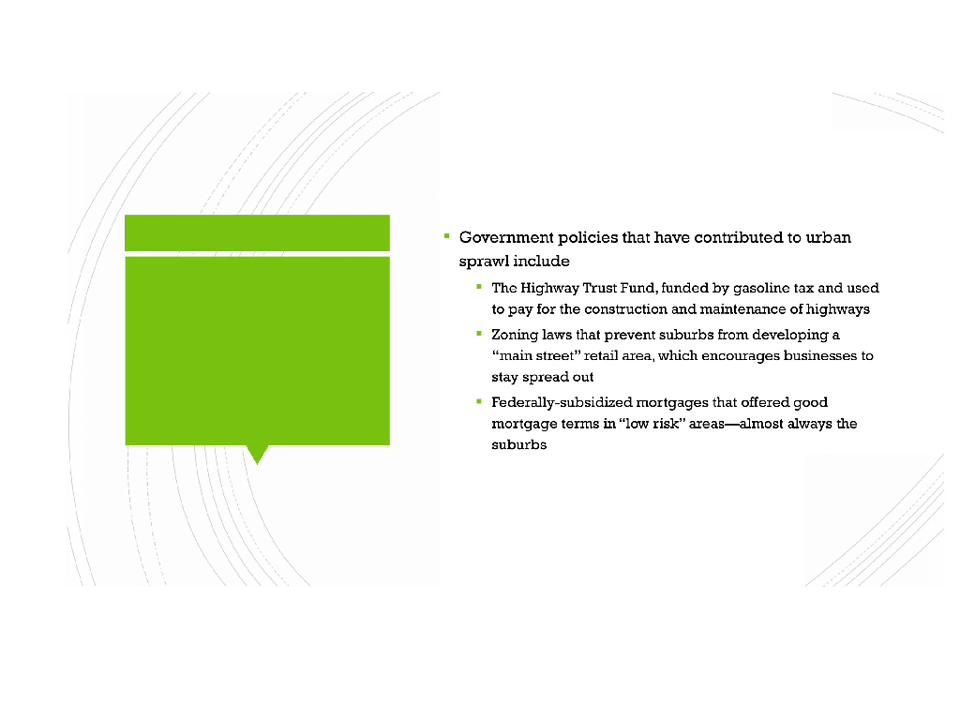 Government policies that have contributed to urban
sprawl include
The Highway Trust Fund, funded by gasoline tax and used
to pay for the construction and maintenance of highways
Zoning laws that prevent suburbs from developing a
“main street” retail area, which encourages businesses to
stay spread out
Federally-subsidized mortgages that offered good
mortgage terms in “low risk” areas—almost always the
suburbs